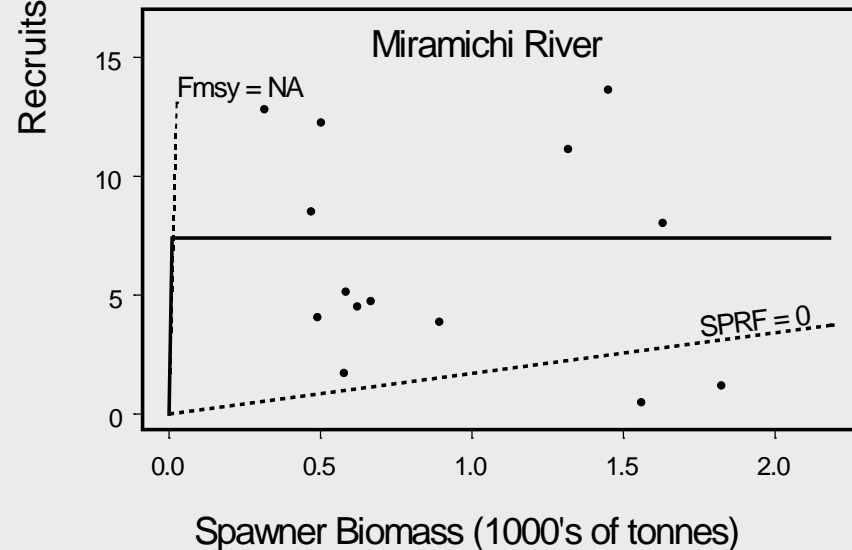 Miramichi River
Recruits
15
10
5
0
Fmsy = NA
SPRF = 0
0.0 0.5 1.0 1.5 2.0
Spawner Biomass (1000's of tonnes)